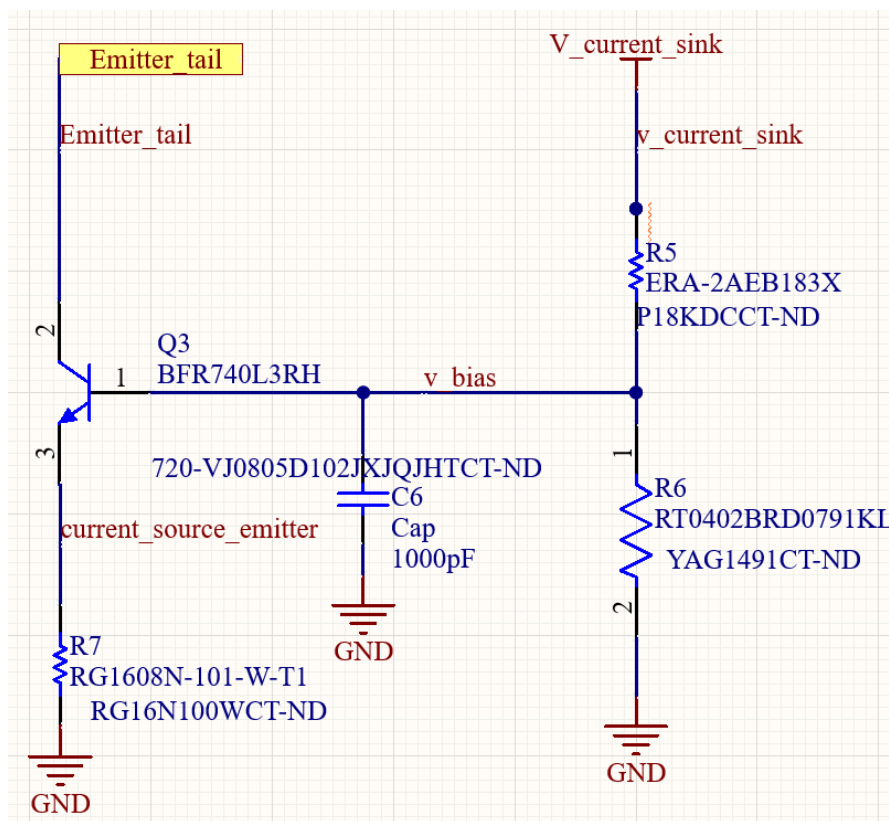 Emitter_tail
V_current_sink
Emitter_tail
v_current_sink
R5
ERA-2AEB183X
P18KDCCT-ND
2
Q3
BFR740L3RH
1
v_bias
3
720-VJ0805D102JXJQJHTCT-ND
C6
Cap
1000pF
GND
1
R6
RT0402BRD0791KL
YAG1491CT-ND
2
GND
current_source_emitter
R7
RG1608N-101-W-T1
RG16N100WCT-ND
GND